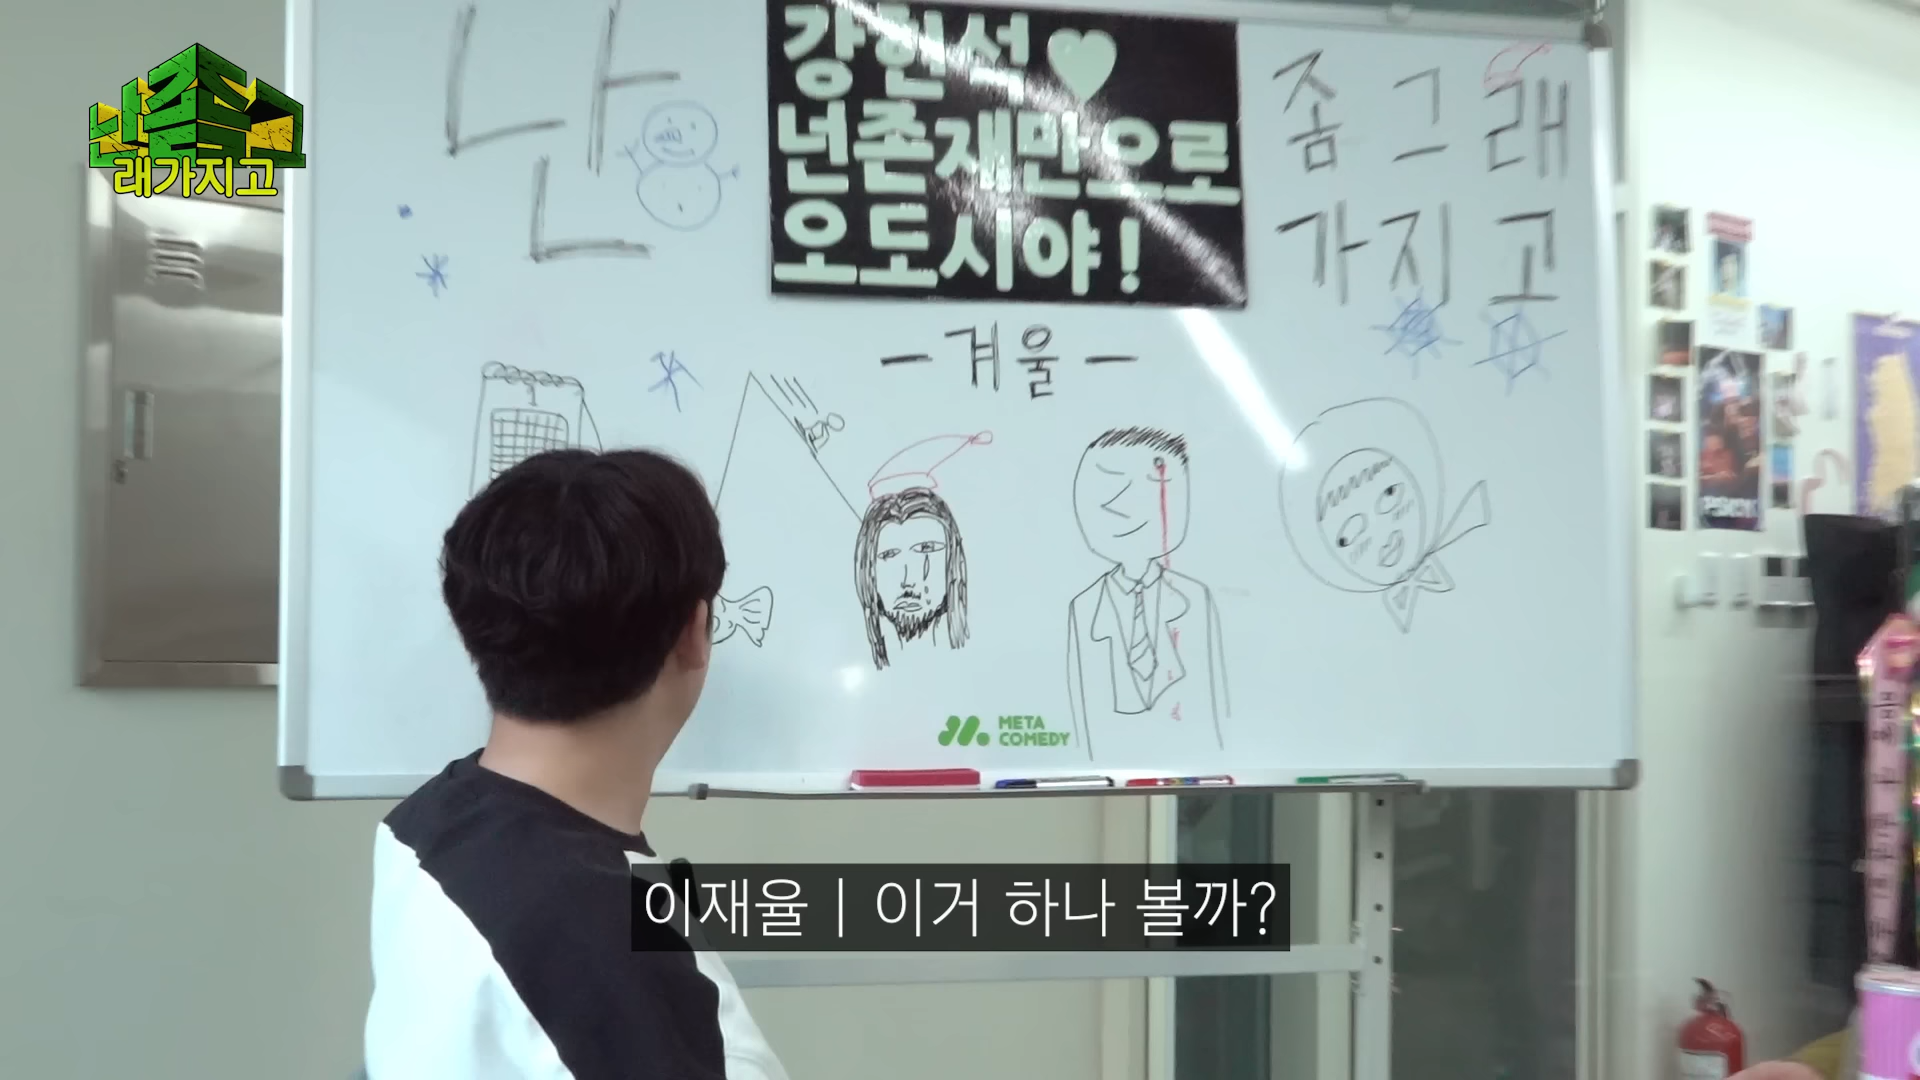 난좀그
래가지고
난
강현석♥
넌존재만으로
오도시야!
좀그래
가지고
-겨울-
META
COMEDY
이재율 | 이거 하나 볼까?